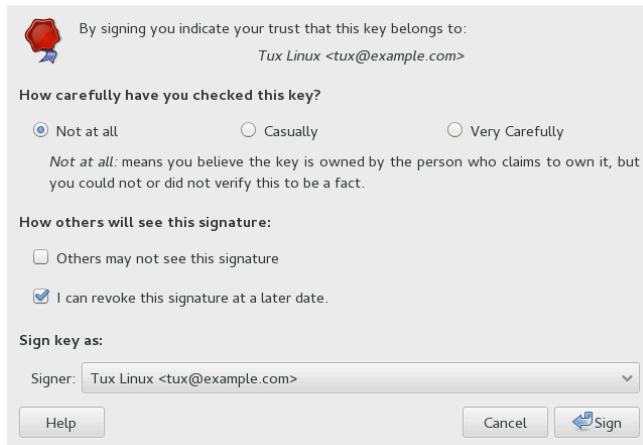 By signing you indicate your trust that this key belongs to:
Tux Linux <tux@example.com>
How carefully have you checked this key?
Not at all
Casually
Very Carefully
Not at all: means you believe the key is owned by the person who claims to own it, but
you could not or did not verify this to be a fact.
How others will see this signature:
Others may not see this signature
I can revoke this signature at a later date.
Sign key as:
Signer: Tux Linux <tux@example.com>
Help
Cancel
Sign